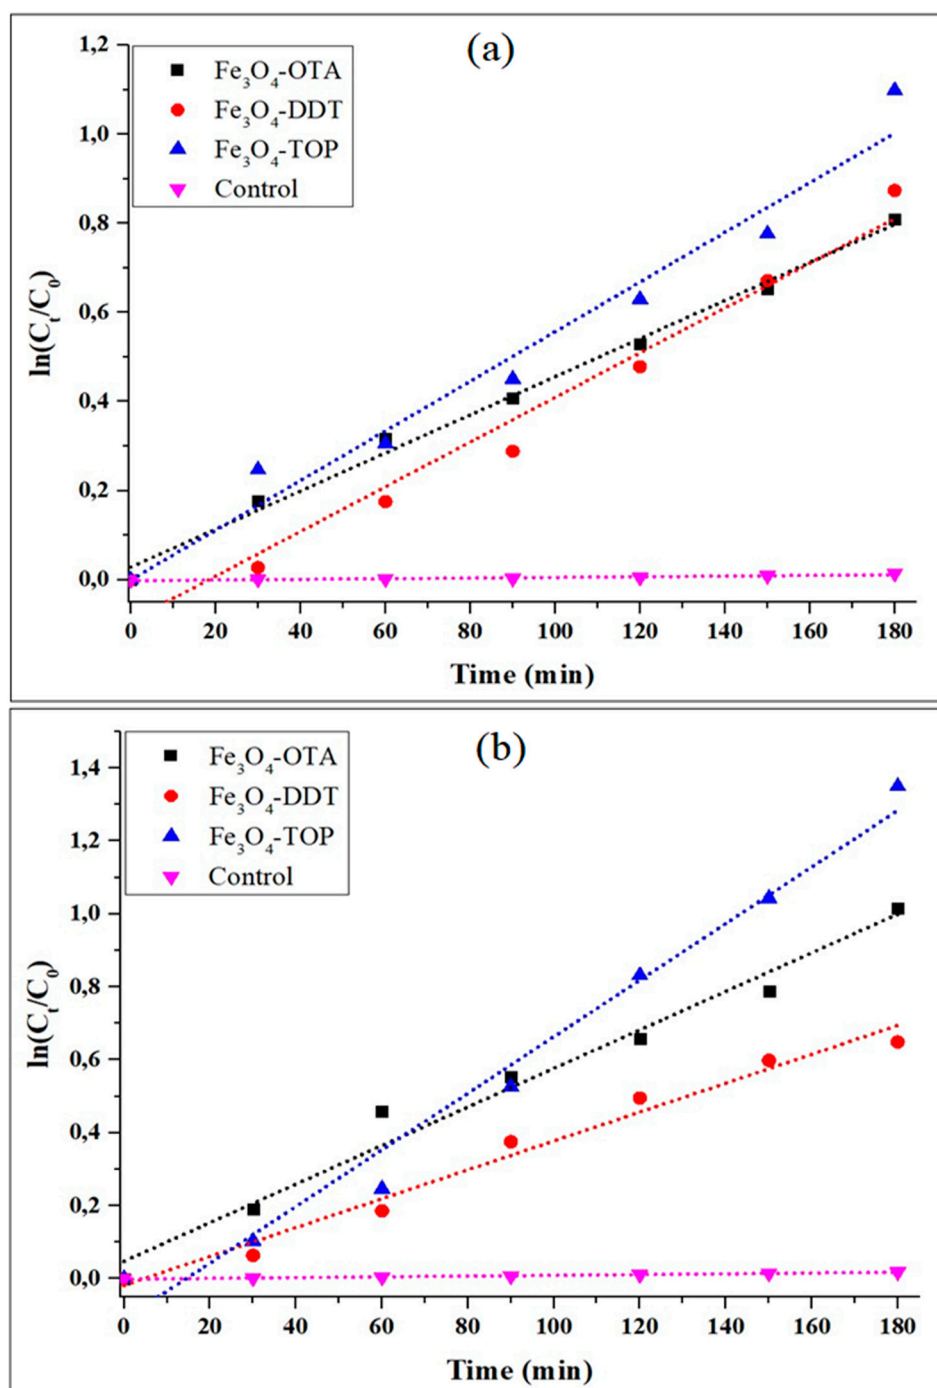 (a)
Fe₃O₄-OTA
Fe₃O₄-DDT
Fe₃O₄-TOP
Control
1,2
1,0
0,8
0,6
0,4
0,2
0,0
ln(Cₜ/C₀)
0 20 40 60 80 100 120 140 160 180
Time (min)
(b)
Fe₃O₄-OTA
Fe₃O₄-DDT
Fe₃O₄-TOP
Control
1,4
1,2
1,0
0,8
0,6
0,4
0,2
0,0
ln(Cₜ/C₀)
0 20 40 60 80 100 120 140 160 180
Time (min)